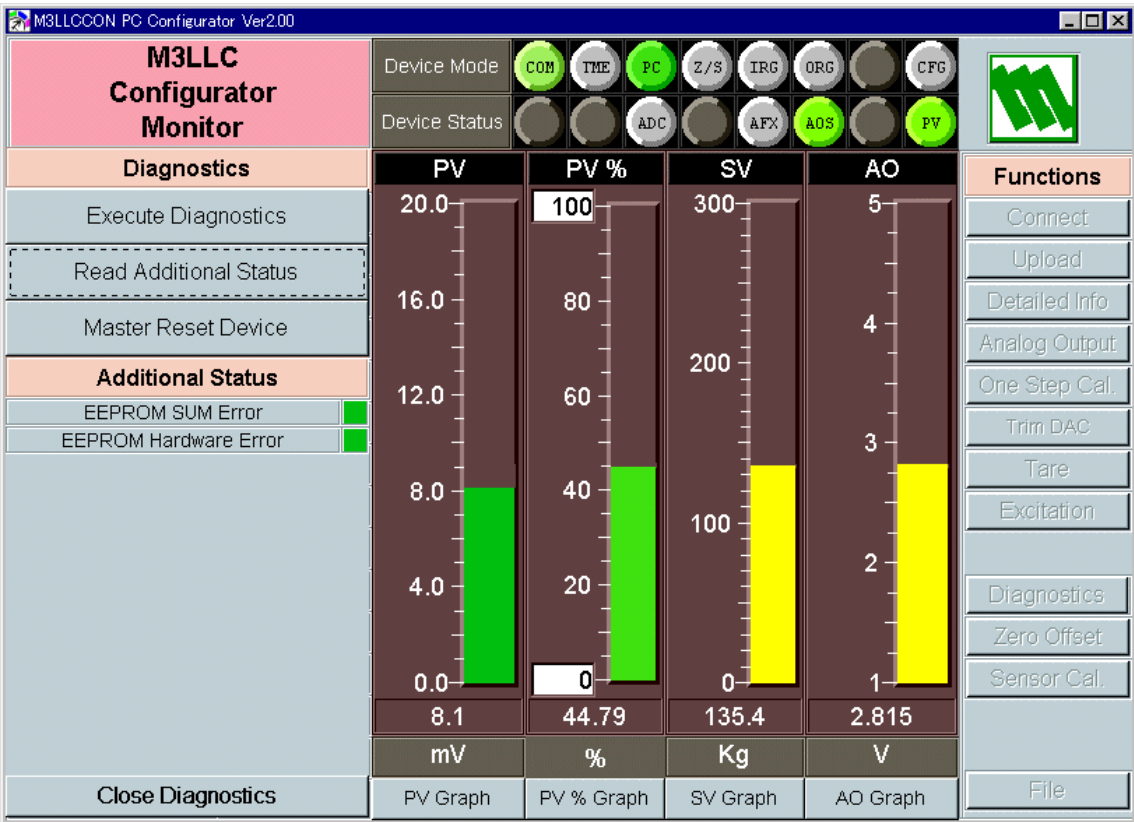 M3LLCCON PC Configurator Ver2.00
M3LLC
Configurator
Monitor
Device Mode
COM TME PC Z/S IRG ORG CFG
Device Status
ADC AFX AOS PV
Diagnostics
Execute Diagnostics
Read Additional Status
Master Reset Device
Additional Status
EEPROM SUM Error
EEPROM Hardware Error
Close Diagnostics
PV
20.0
16.0
12.0
8.0
4.0
0.0
8.1
mV
PV Graph
PV %
100
80
60
40
20
0
44.79
%
PV % Graph
SV
300
200
100
0
135.4
Kg
SV Graph
AO
5
4
3
2
1
2.815
V
AO Graph
Functions
Connect
Upload
Detailed Info
Analog Output
One Step Cal.
Trim DAC
Tare
Excitation
Diagnostics
Zero Offset
Sensor Cal.
File